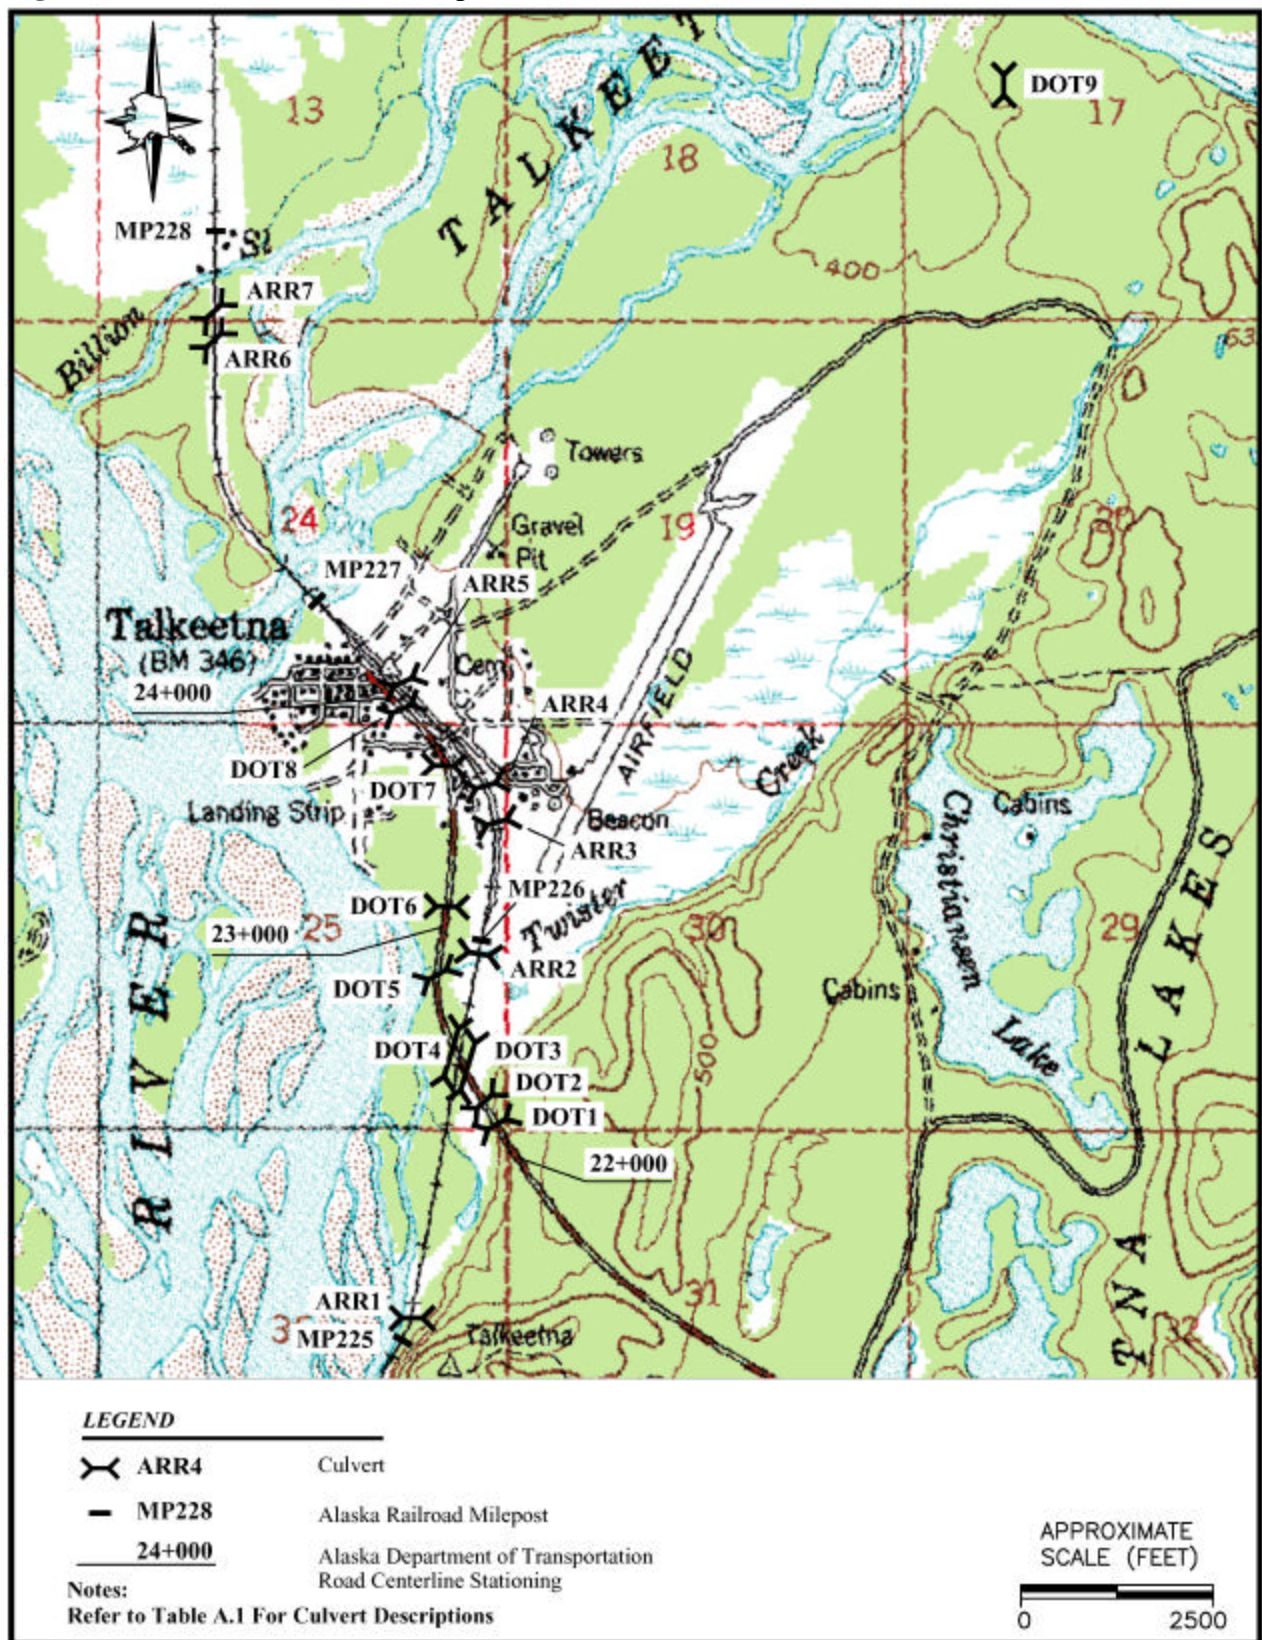 TALKEET
DOT9
13
17
18
MP228
Sl
400
ARR7
Billion
ARR6
Towers
24
Gravel
Pit
19
MP227
ARR5
Talkeetna
(BM 346)
Cem
24+000
ARR4
AIRFIELD
DOT8
DOT7
Landing Strip
Beacon
Creek
Cabins
ARR3
MP226
Twister
DOT6
23+000
25
30
29
Christianson
Lake
ARR2
DOT5
Cabins
RIVER
LAKES
DOT4
DOT3
500
DOT2
DOT1
22+000
ARR1
31
MP225
Talkeetna
TNA
LEGEND
ARR4 Culvert
MP228 Alaska Railroad Milepost
24+000 Alaska Department of Transportation
Road Centerline Stationing
Notes:
Refer to Table A.1 For Culvert Descriptions
APPROXIMATE
SCALE (FEET)
0 2500